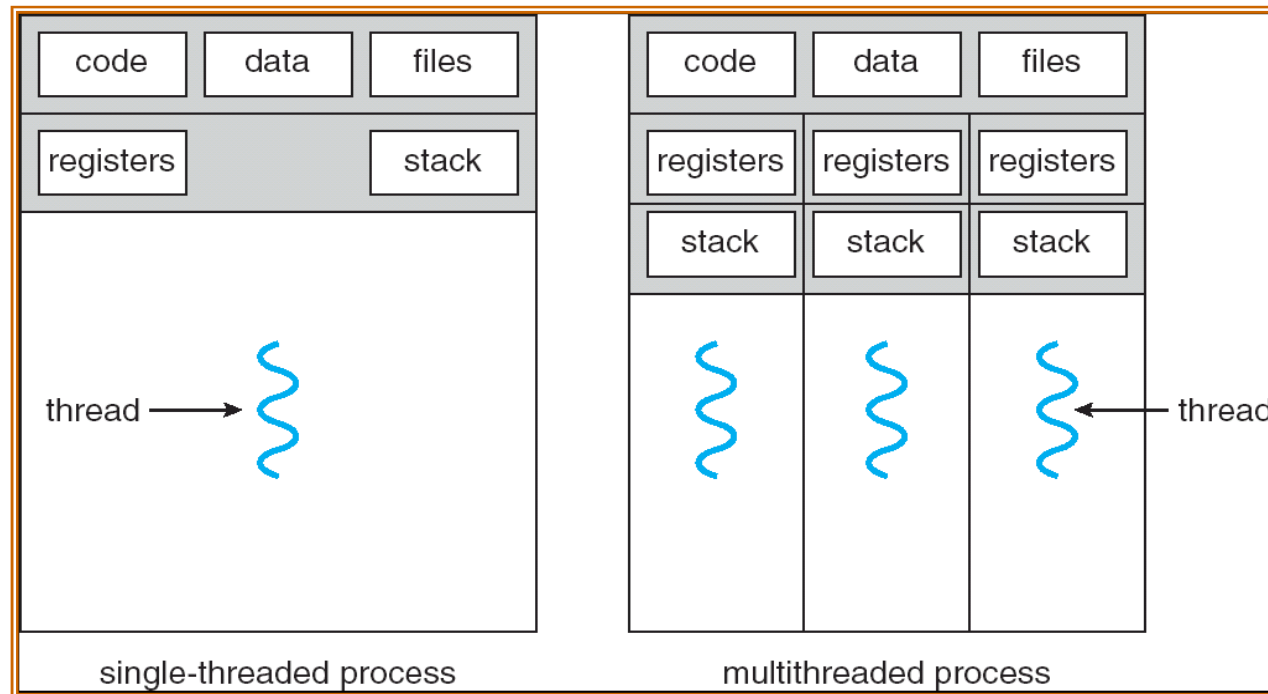 code data files
registers stack
thread
single-threaded process
code data files
registers registers registers
stack stack stack
thread
multithreaded process